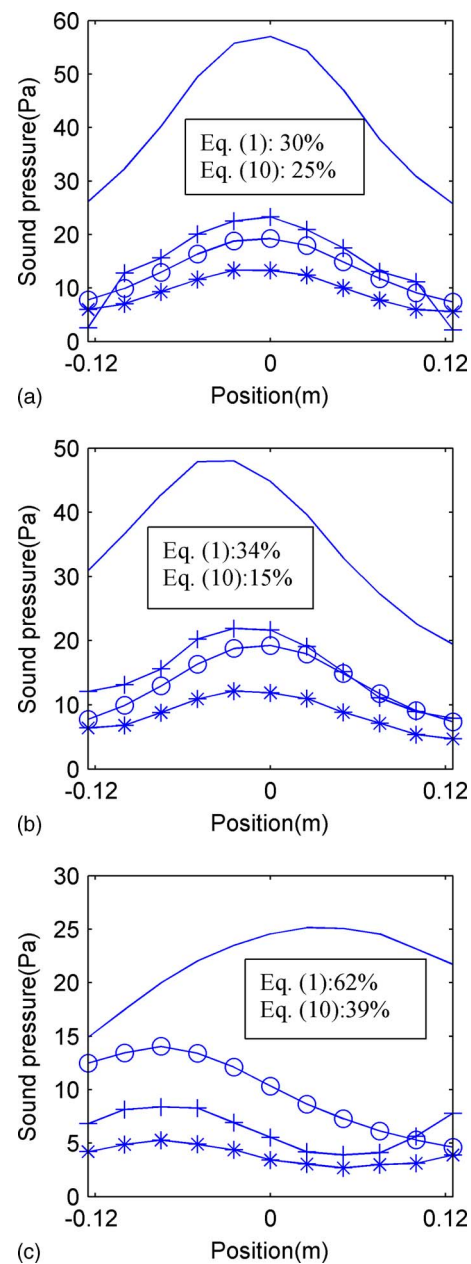 60
50
40
30
20
10
0
Sound pressure(Pa)
Eq. (1): 30%
Eq. (10): 25%
-0.12
0
0.12
Position(m)
(a)
50
40
30
20
10
0
Sound pressure(Pa)
Eq. (1):34%
Eq. (10):15%
-0.12
0
0.12
Position(m)
(b)
30
25
20
15
10
5
0
Sound pressure(Pa)
Eq. (1):62%
Eq. (10):39%
-0.12
0
0.12
Position(m)
(c)